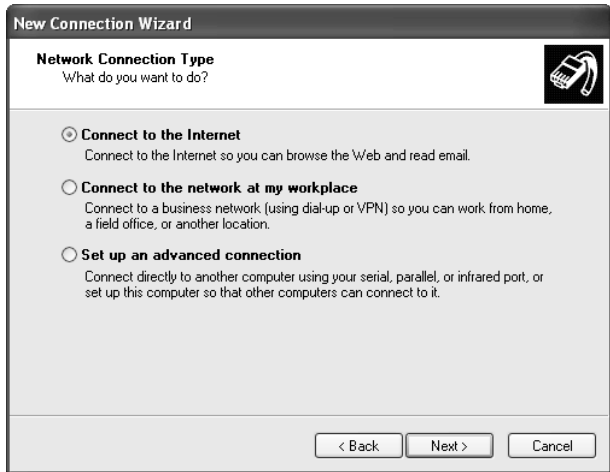 New Connection Wizard
Network Connection Type
What do you want to do?
Connect to the Internet
Connect to the Internet so you can browse the Web and read email.
Connect to the network at my workplace
Connect to a business network (using dial-up or VPN) so you can work from home,
a field office, or another location.
Set up an advanced connection
Connect directly to another computer using your serial, parallel, or infrared port, or
set up this computer so that other computers can connect to it.
< Back Next > Cancel